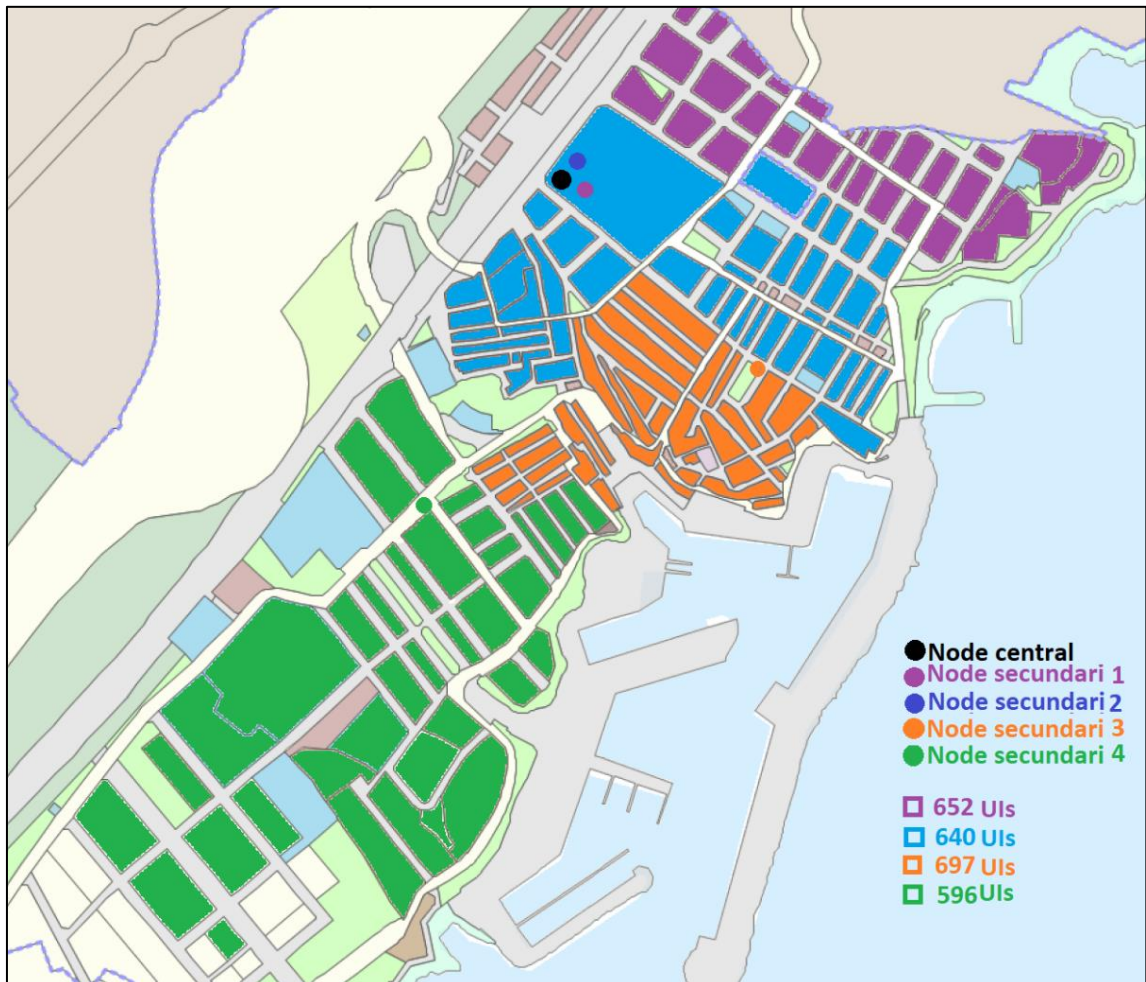 Node central
Node secundari 1
Node secundari 2
Node secundari 3
Node secundari 4
652 UIs
640 UIs
697 UIs
596 UIs